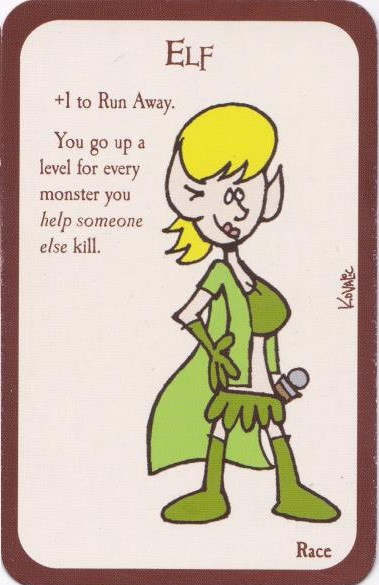 ELF
+1 to Run Away.
You go up a
level for every
monster you
help someone
else kill.
KOVALIC
Race